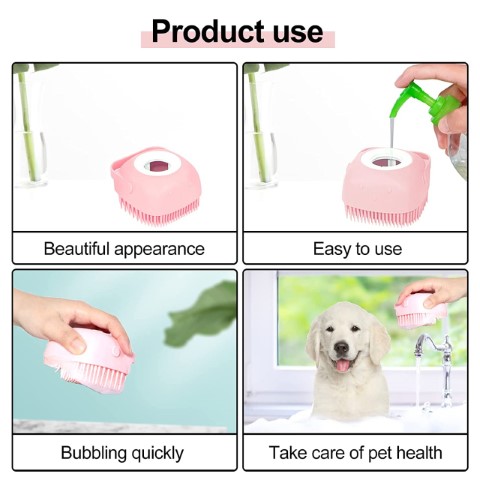 Product use
Beautiful appearance
Easy to use
Bubbling quickly
Take care of pet health